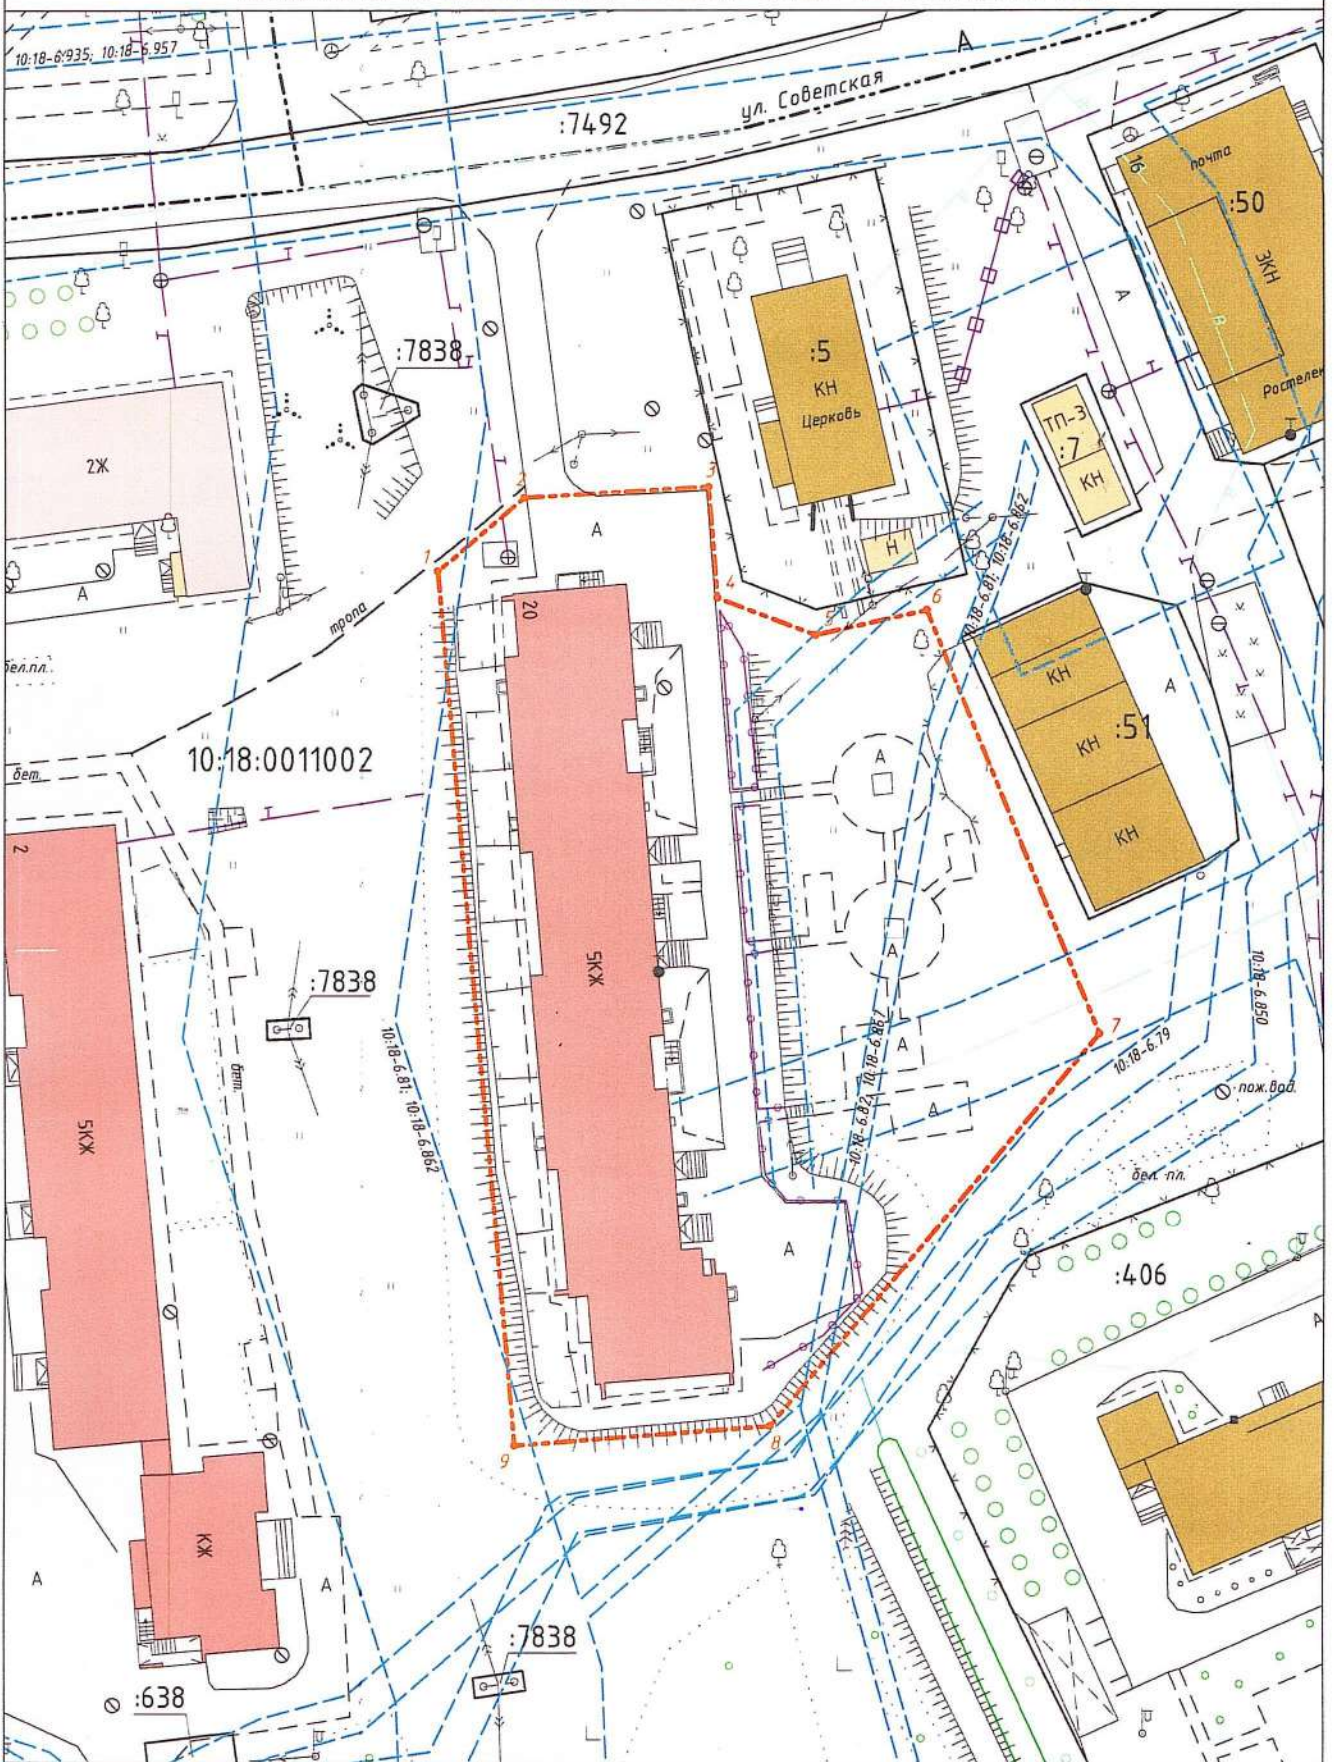 10:18-6.935; 10:18-6.957
А
ул. Советская
:7492
почта
16
:50
3КН
В
Ростелек
А
:5
КН
Церковь
:7838
ТП-3
:7
КН
2Ж
А
Н
10:18-6.81; 10:18-6.862
1
2
3
4
5
6
А
20
тропа
бел.пл.
КН
КН
КН
:51
А
10:18:0011002
бет.
2
А
А
5КЖ
:7838
10:18-6.81; 10:18-6.862
бет.
5КЖ
10:18-6.82; 10:18-6.867
А
А
7
10:18-6.79
10:18-6.850
пож.вод.
бел. пл.
А
:406
А
8
9
КЖ
А
А
:7838
:638